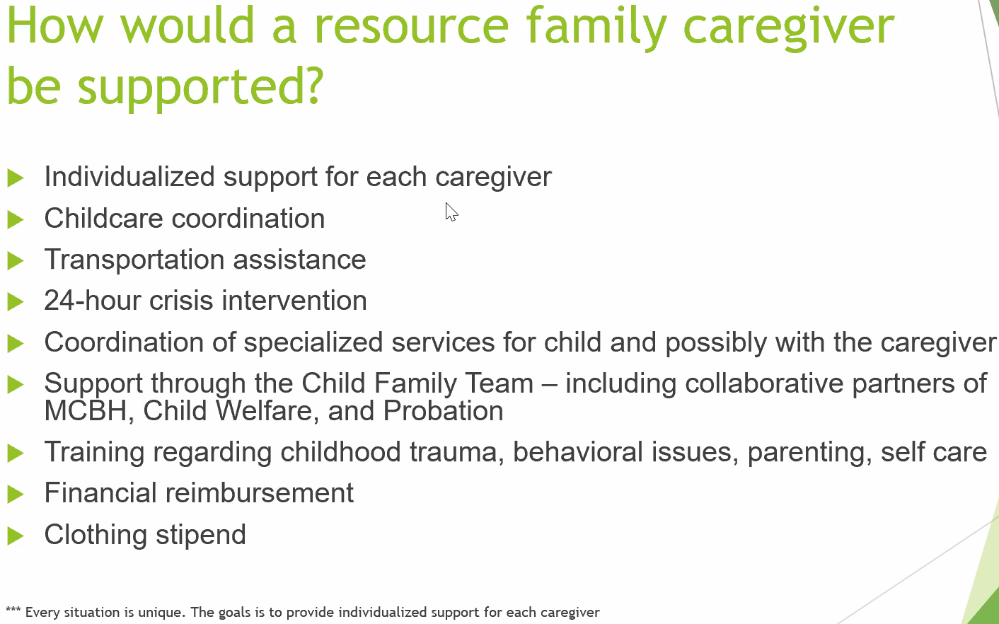 How would a resource family caregiver
be supported?
Individualized support for each caregiver
Childcare coordination
Transportation assistance
24-hour crisis intervention
Coordination of specialized services for child and possibly with the caregiver
Support through the Child Family Team – including collaborative partners of
MCBH, Child Welfare, and Probation
Training regarding childhood trauma, behavioral issues, parenting, self care
Financial reimbursement
Clothing stipend
*** Every situation is unique. The goals is to provide individualized support for each caregiver